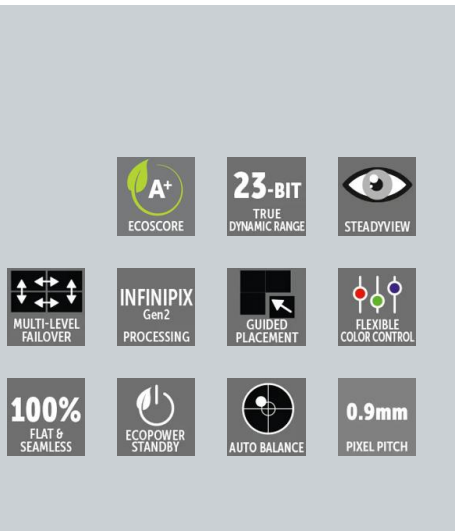 A+
ECOSCORE
23-BIT
TRUE
DYNAMIC RANGE
STEADYVIEW
MULTI-LEVEL
FAILOVER
INFINIPIX
Gen2
PROCESSING
GUIDED
PLACEMENT
FLEXIBLE
COLOR CONTROL
100%
FLAT &
SEAMLESS
ECOPOWER
STANDBY
AUTO BALANCE
0.9mm
PIXEL PITCH